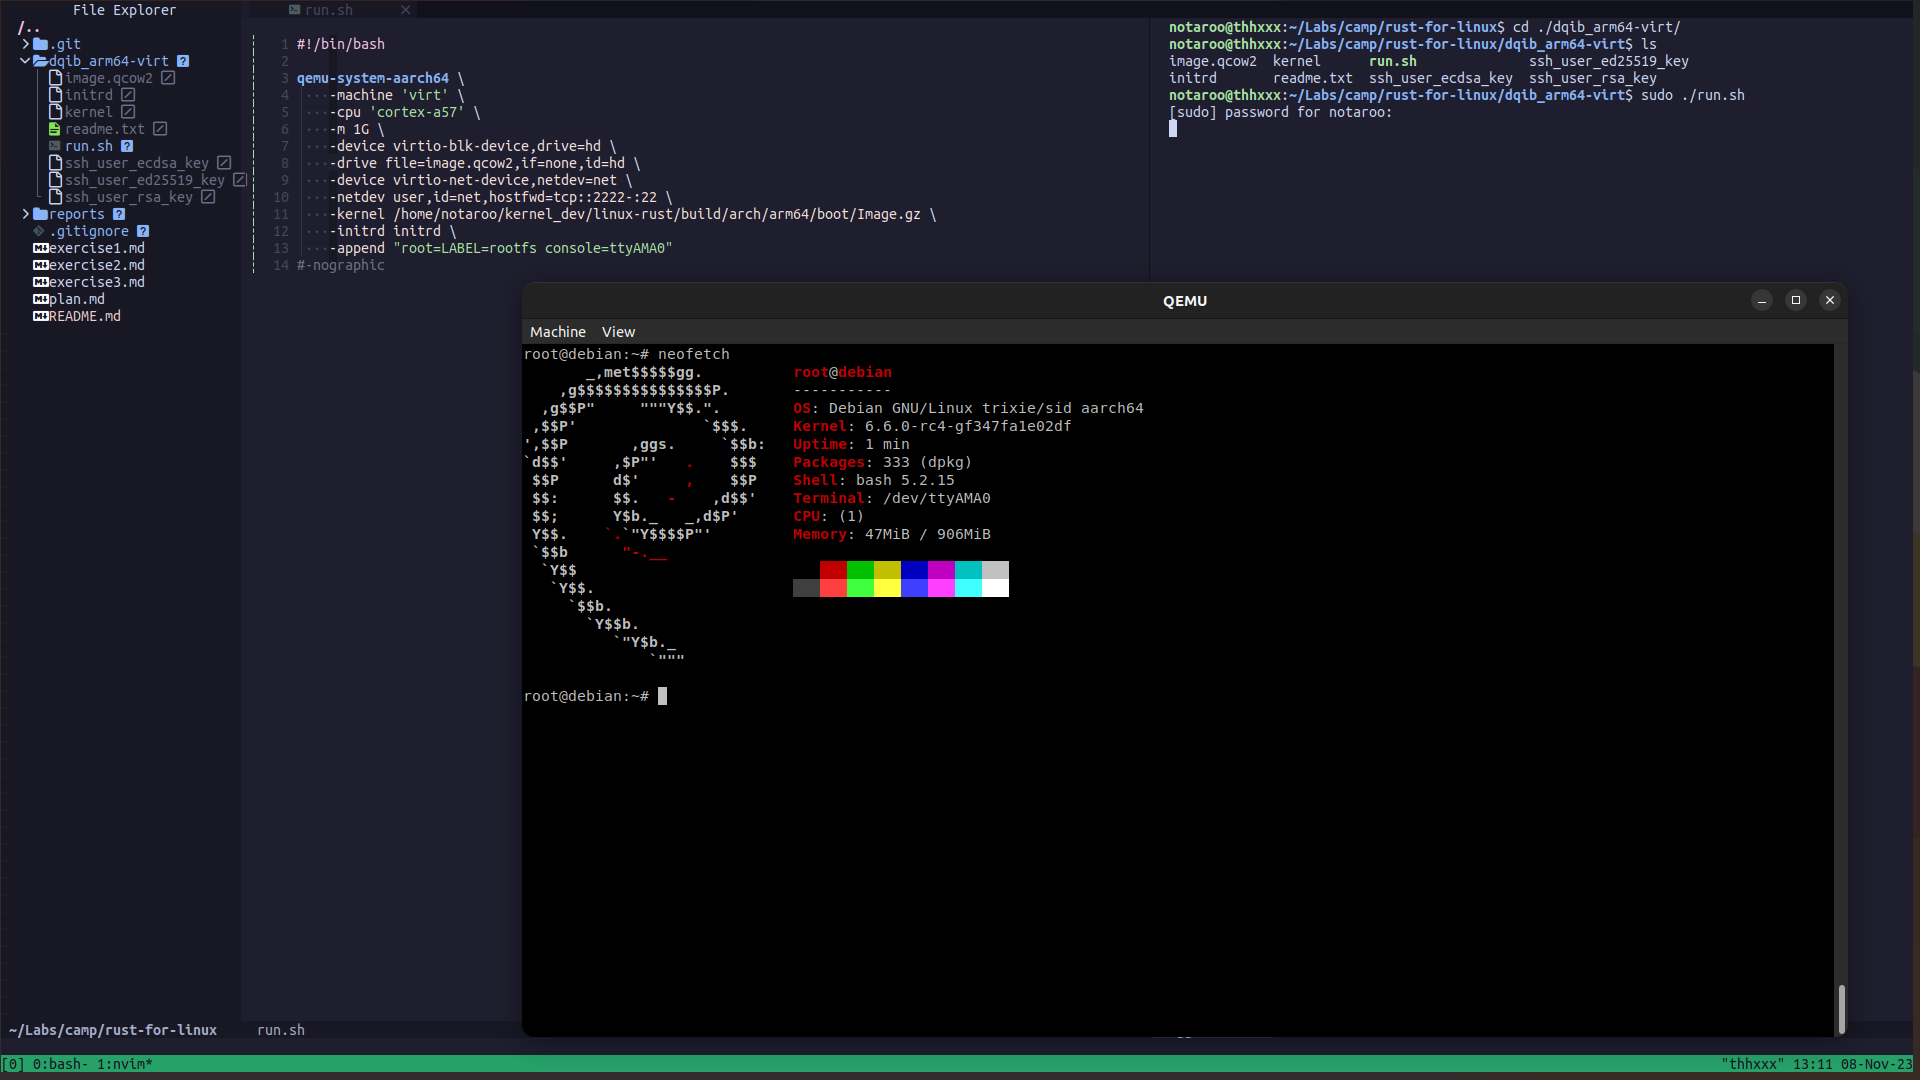 File Explorer
/..
.git
dqib_arm64-virt ?
image.qcow2
initrd
kernel
readme.txt
run.sh ?
ssh_user_ecdsa_key
ssh_user_ed25519_key
ssh_user_rsa_key
reports ?
.gitignore ?
exercise1.md
exercise2.md
exercise3.md
plan.md
README.md
~/Labs/camp/rust-for-linux
run.sh
1 #!/bin/bash
2
3 qemu-system-aarch64 \
4 ····-machine 'virt' \
5 ····-cpu 'cortex-a57' \
6 ····-m 1G \
7 ····-device virtio-blk-device,drive=hd \
8 ····-drive file=image.qcow2,if=none,id=hd \
9 ····-device virtio-net-device,netdev=net \
10 ····-netdev user,id=net,hostfwd=tcp::2222-:22 \
11 ····-kernel /home/notaroo/kernel_dev/linux-rust/build/arch/arm64/boot/Image.gz \
12 ····-initrd initrd \
13 ····-append "root=LABEL=rootfs console=ttyAMA0"
14 #-nographic
run.sh
notaroo@thhxxx:~/Labs/camp/rust-for-linux$ cd ./dqib_arm64-virt/
notaroo@thhxxx:~/Labs/camp/rust-for-linux/dqib_arm64-virt$ ls
image.qcow2  kernel      run.sh              ssh_user_ed25519_key
initrd       readme.txt  ssh_user_ecdsa_key  ssh_user_rsa_key
notaroo@thhxxx:~/Labs/camp/rust-for-linux/dqib_arm64-virt$ sudo ./run.sh
[sudo] password for notaroo:
QEMU
Machine View
root@debian:~# neofetch
       _,met$$$$$gg.          root@debian
    ,g$$$$$$$$$$$$$$$P.       -----------
  ,g$$P"     """Y$$.".        OS: Debian GNU/Linux trixie/sid aarch64
 ,$$P'              `$$$.     Kernel: 6.6.0-rc4-gf347fa1e02df
',$$P       ,ggs.     `$$b:   Uptime: 1 min
`d$$'     ,$P"'   .    $$$    Packages: 333 (dpkg)
 $$P      d$'     ,    $$P    Shell: bash 5.2.15
 $$:      $$.   -    ,d$$'    Terminal: /dev/ttyAMA0
 $$;      Y$b._   _,d$P'      CPU: (1)
 Y$$.    `.`"Y$$$$P"'         Memory: 47MiB / 906MiB
 `$$b      "-.__
  `Y$$
   `Y$$.
     `$$b.
       `Y$$b.
          `"Y$b._
              `"""
root@debian:~#
[0] 0:bash- 1:nvim*
"thhxxx" 13:11 08-Nov-23